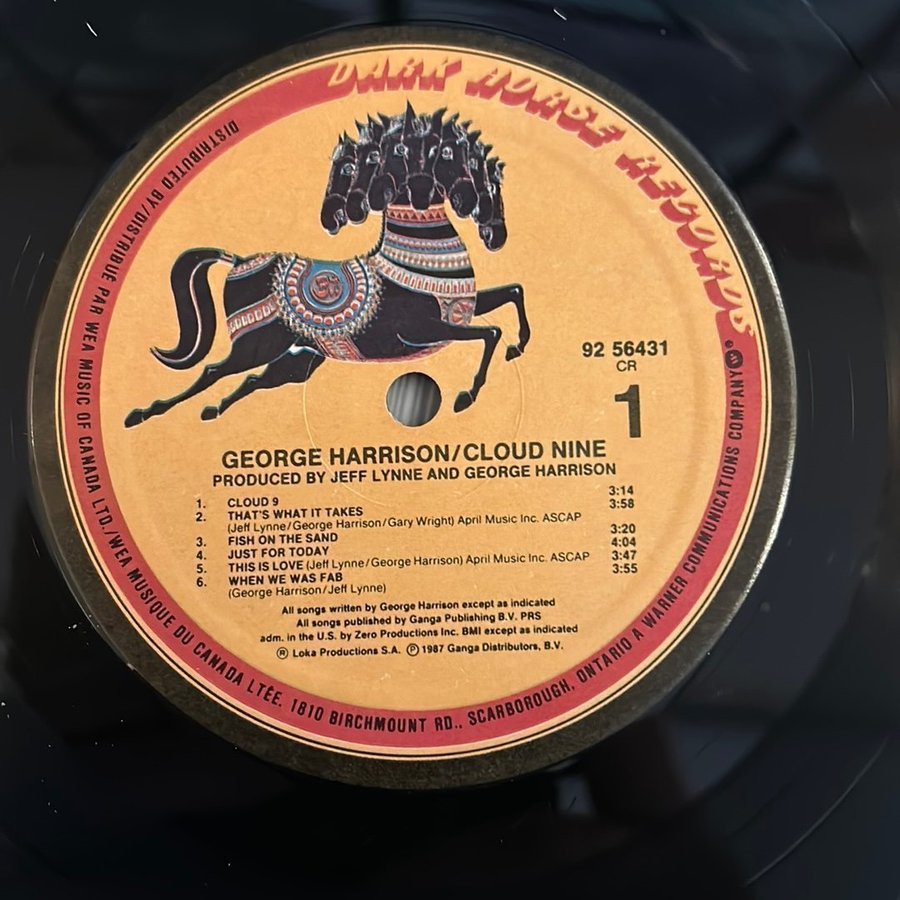 DARK HORSE RECORDS
92 56431
CR
1
GEORGE HARRISON/CLOUD NINE
PRODUCED BY JEFF LYNNE AND GEORGE HARRISON
1. CLOUD 9 3:14
2. THAT'S WHAT IT TAKES 3:58
(Jeff Lynne/George Harrison/Gary Wright) April Music Inc. ASCAP
3. FISH ON THE SAND 3:20
4. JUST FOR TODAY 4:04
5. THIS IS LOVE (Jeff Lynne/George Harrison) April Music Inc. ASCAP 3:47
6. WHEN WE WAS FAB 3:55
(George Harrison/Jeff Lynne)
All songs written by George Harrison except as indicated
All songs published by Ganga Publishing B.V. PRS
adm. in the U.S. by Zero Productions Inc. BMI except as indicated
® Loka Productions S.A. ℗ 1987 Ganga Distributors, B.V.
DISTRIBUTED BY/DISTRIBUÉ PAR WEA MUSIC OF CANADA LTD./WEA MUSIQUE DU CANADA LTÉE. 1810 BIRCHMOUNT RD., SCARBOROUGH, ONTARIO A WARNER COMMUNICATIONS COMPANY ®